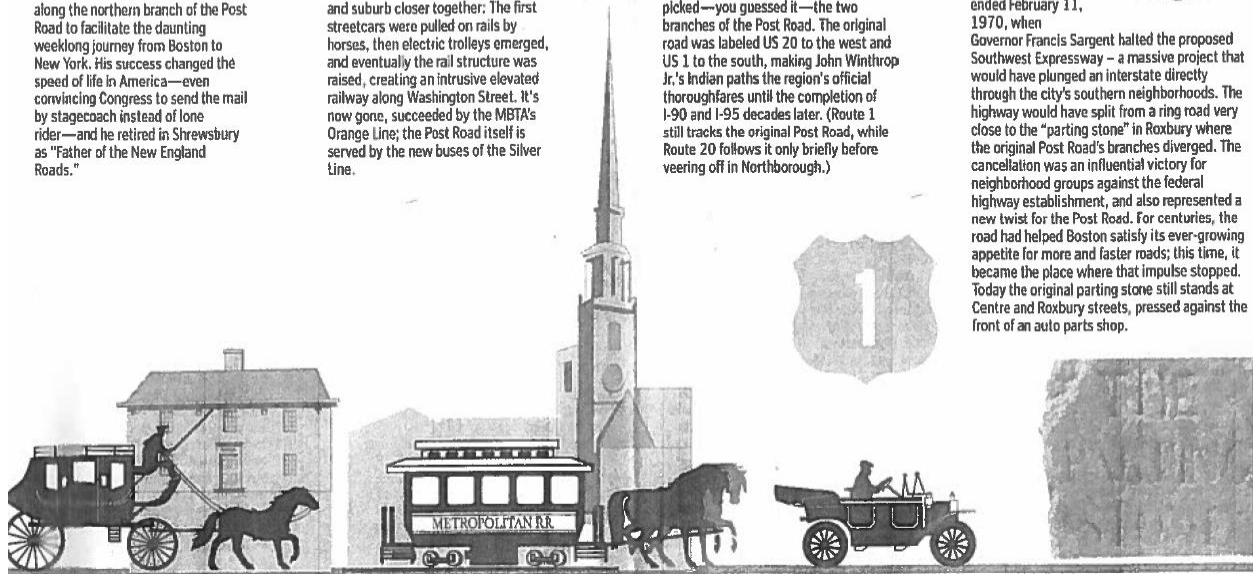 along the northern branch of the Post
Road to facilitate the daunting
weeklong journey from Boston to
New York. His success changed the
speed of life in America—even
convincing Congress to send the mail
by stagecoach instead of lone
rider—and he retired in Shrewsbury
as "Father of the New England
Roads."
and suburb closer together: The first
streetcars were pulled on rails by
horses, then electric trolleys emerged,
and eventually the rail structure was
raised, creating an intrusive elevated
railway along Washington Street. It's
now gone, succeeded by the MBTA's
Orange Line; the Post Road itself is
served by the new buses of the Silver
Line.
picked—you guessed it—the two
branches of the Post Road. The original
road was labeled US 20 to the west and
US 1 to the south, making John Winthrop
Jr.'s Indian paths the region's official
thoroughfares until the completion of
I-90 and I-95 decades later. (Route 1
still tracks the original Post Road, while
Route 20 follows it only briefly before
veering off in Northborough.)
ended February 11,
1970, when
Governor Francis Sargent halted the proposed
Southwest Expressway – a massive project that
would have plunged an interstate directly
through the city's southern neighborhoods. The
highway would have split from a ring road very
close to the "parting stone" in Roxbury where
the original Post Road's branches diverged. The
cancellation was an influential victory for
neighborhood groups against the federal
highway establishment, and also represented a
new twist for the Post Road. For centuries, the
road had helped Boston satisfy its ever-growing
appetite for more and faster roads; this time, it
became the place where that impulse stopped.
Today the original parting stone still stands at
Centre and Roxbury streets, pressed against the
front of an auto parts shop.
1
METROPOLITAN RR